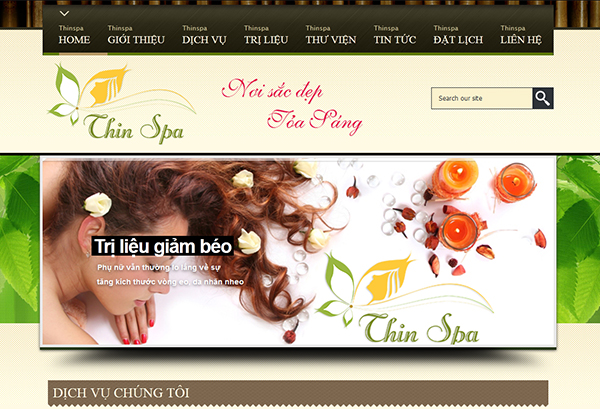 Thinspa Thinspa Thinspa Thinspa Thinspa Thinspa Thinspa Thinspa
HOME GIỚI THIỆU DỊCH VỤ TRỊ LIỆU THƯ VIỆN TIN TỨC ĐẶT LỊCH LIÊN HỆ
Thin Spa
Nơi sắc đẹp
Tỏa Sáng
Search our site
Trị liệu giảm béo
Phụ nữ vẫn thường lo lắng về sự
tăng kích thước vòng eo, da nhăn nheo
Thin Spa
DỊCH VỤ CHÚNG TÔI